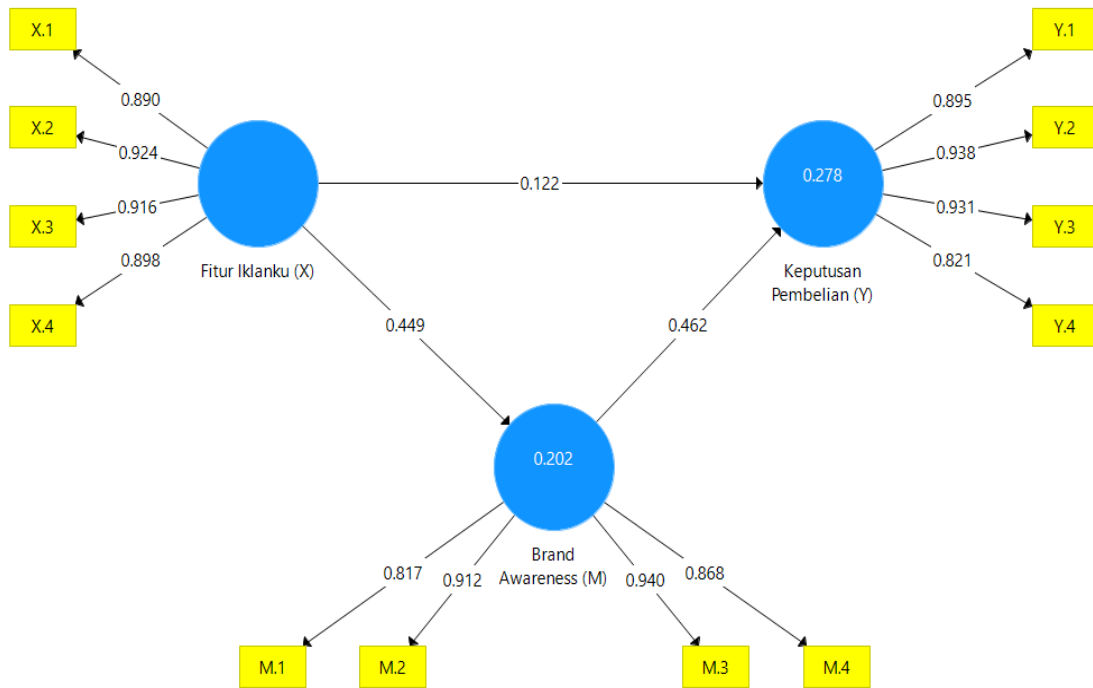 X.1
Y.1
0.890
0.895
X.2
Y.2
0.924
0.938
0.278
0.122
0.916
0.931
X.3
Y.3
0.898
0.821
Fitur Iklanku (X)
Keputusan
Pembelian (Y)
X.4
Y.4
0.449
0.462
0.202
Brand
Awareness (M)
0.817
0.912
0.940
0.868
M.1
M.2
M.3
M.4